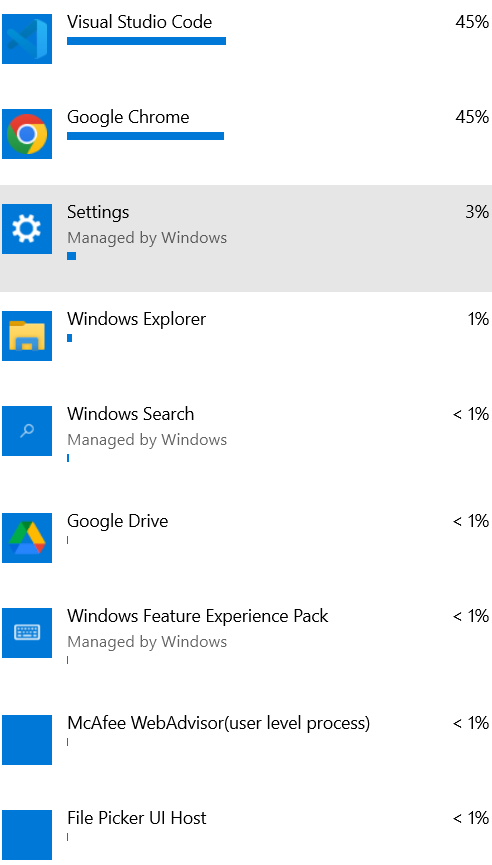 Visual Studio Code 45%
Google Chrome 45%
Settings 3%
Managed by Windows
Windows Explorer 1%
Windows Search < 1%
Managed by Windows
Google Drive < 1%
Windows Feature Experience Pack < 1%
Managed by Windows
McAfee WebAdvisor(user level process) < 1%
File Picker UI Host < 1%